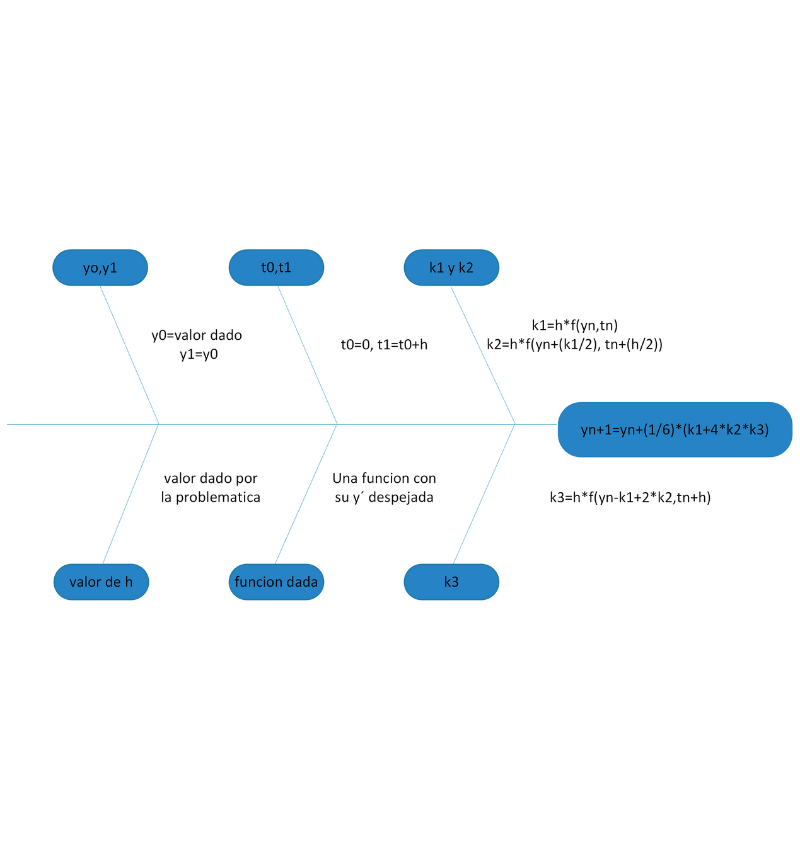 yo,y1
t0,t1
k1 y k2
y0=valor dado
y1=y0
t0=0, t1=t0+h
k1=h*f(yn,tn)
k2=h*f(yn+(k1/2), tn+(h/2))
yn+1=yn+(1/6)*(k1+4*k2*k3)
valor dado por
la problematica
Una funcion con
su y´ despejada
k3=h*f(yn-k1+2*k2,tn+h)
valor de h
funcion dada
k3